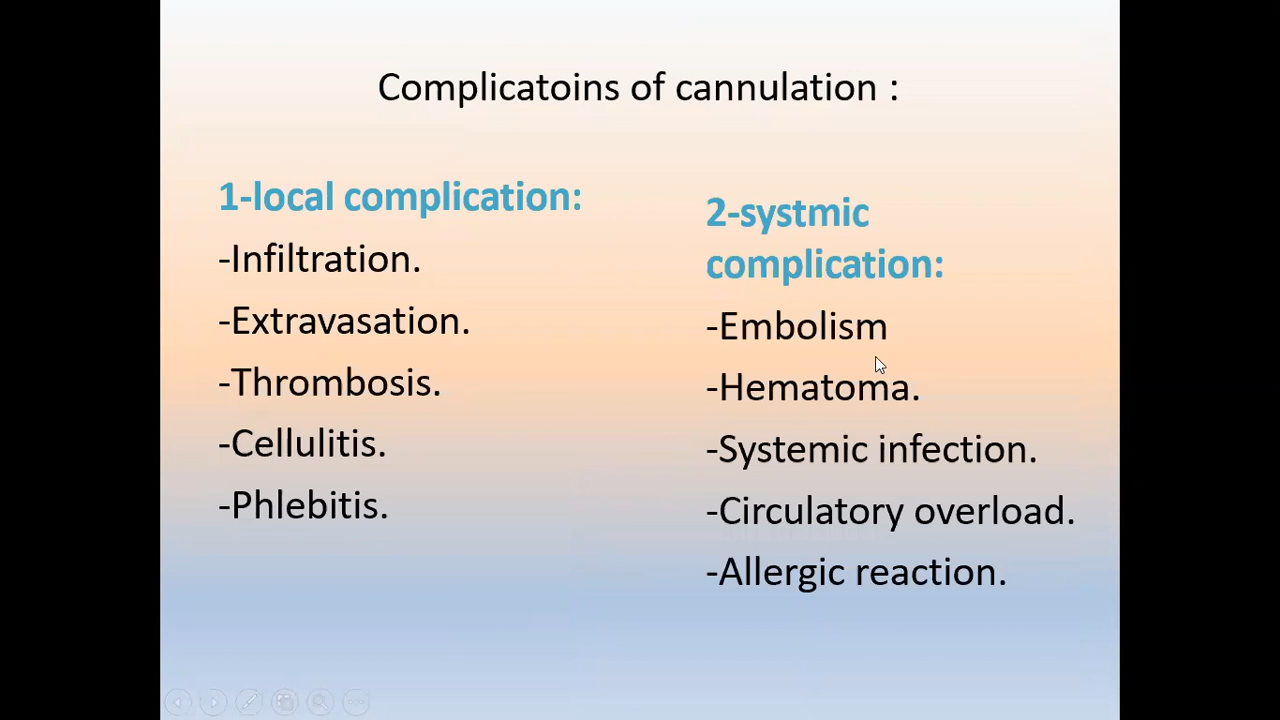 Complicatoins of cannulation :
1-local complication:
-Infiltration.
-Extravasation.
-Thrombosis.
-Cellulitis.
-Phlebitis.
2-systmic
complication:
-Embolism
-Hematoma.
-Systemic infection.
-Circulatory overload.
-Allergic reaction.